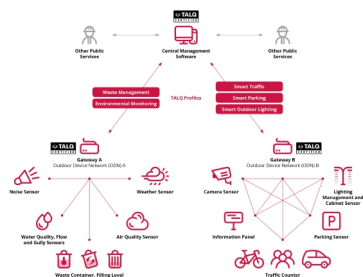 TALQ
CERTIFIED
Other Public
Services
Central Management
Software
Other Public
Services
Waste Management
Environmental Monitoring
TALQ Profiles
Smart Traffic
Smart Parking
Smart Outdoor Lighting
TALQ
CERTIFIED
Gateway A
Outdoor Device Network (ODN) A
Gateway B
Outdoor Device Network (ODN) B
TALQ
CERTIFIED
Noise Sensor
Weather Sensor
Camera Sensor
Lighting
Management and
Cabinet Sensor
Water Quality, Flow
and Gully Sensors
Air Quality Sensor
Information Panel
Parking Sensor
P
Waste Container, Filling Level
Traffic Counter